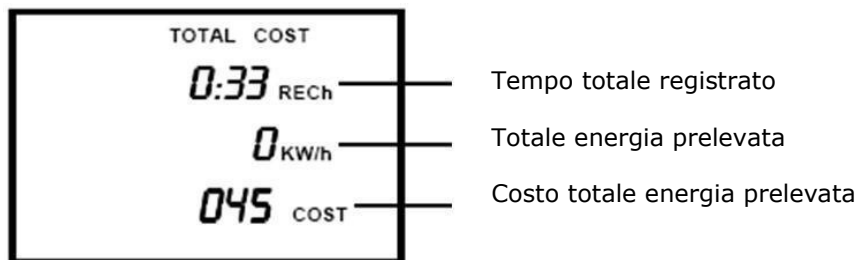 TOTAL COST
0:33 RECh Tempo totale registrato
0 KW/h Totale energia prelevata
045 COST Costo totale energia prelevata